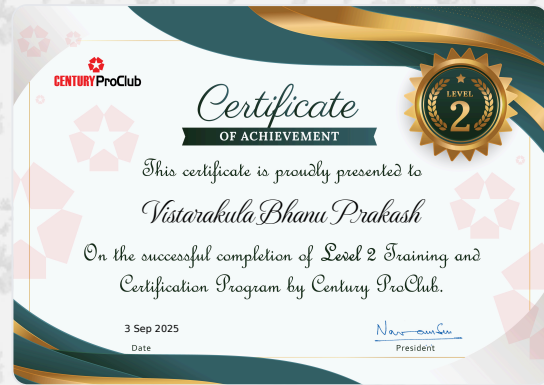 CENTURY ProClub
LEVEL
2
Certificate
OF ACHIEVEMENT
This certificate is proudly presented to
Vistarakula Bhanu Prakash
On the successful completion of Level 2 Training and
Certification Program by Century ProClub.
3 Sep 2025
Date
President